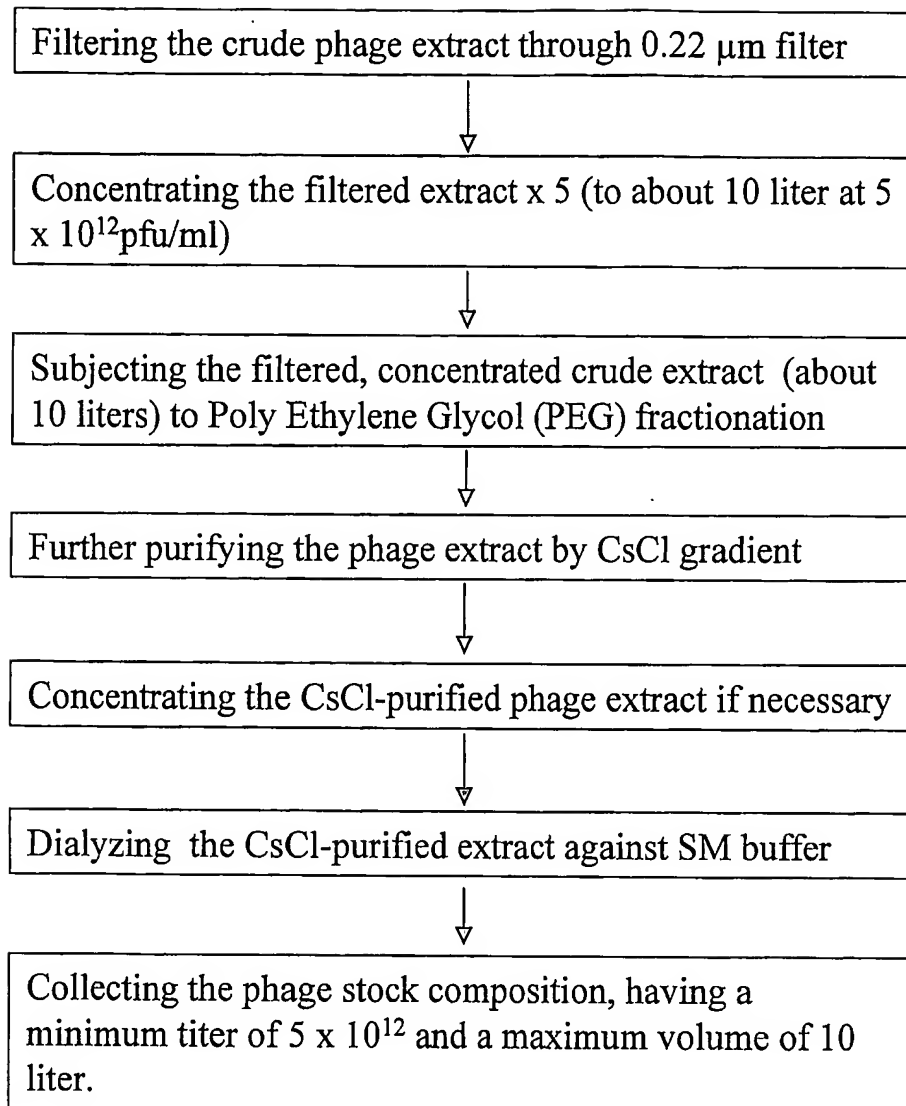 Filtering the crude phage extract through 0.22 μm filter
Concentrating the filtered extract x 5 (to about 10 liter at 5
x 10¹²pfu/ml)
Subjecting the filtered, concentrated crude extract (about
10 liters) to Poly Ethylene Glycol (PEG) fractionation
Further purifying the phage extract by CsCl gradient
Concentrating the CsCl-purified phage extract if necessary
Dialyzing the CsCl-purified extract against SM buffer
Collecting the phage stock composition, having a
minimum titer of 5 x 10¹² and a maximum volume of 10
liter.